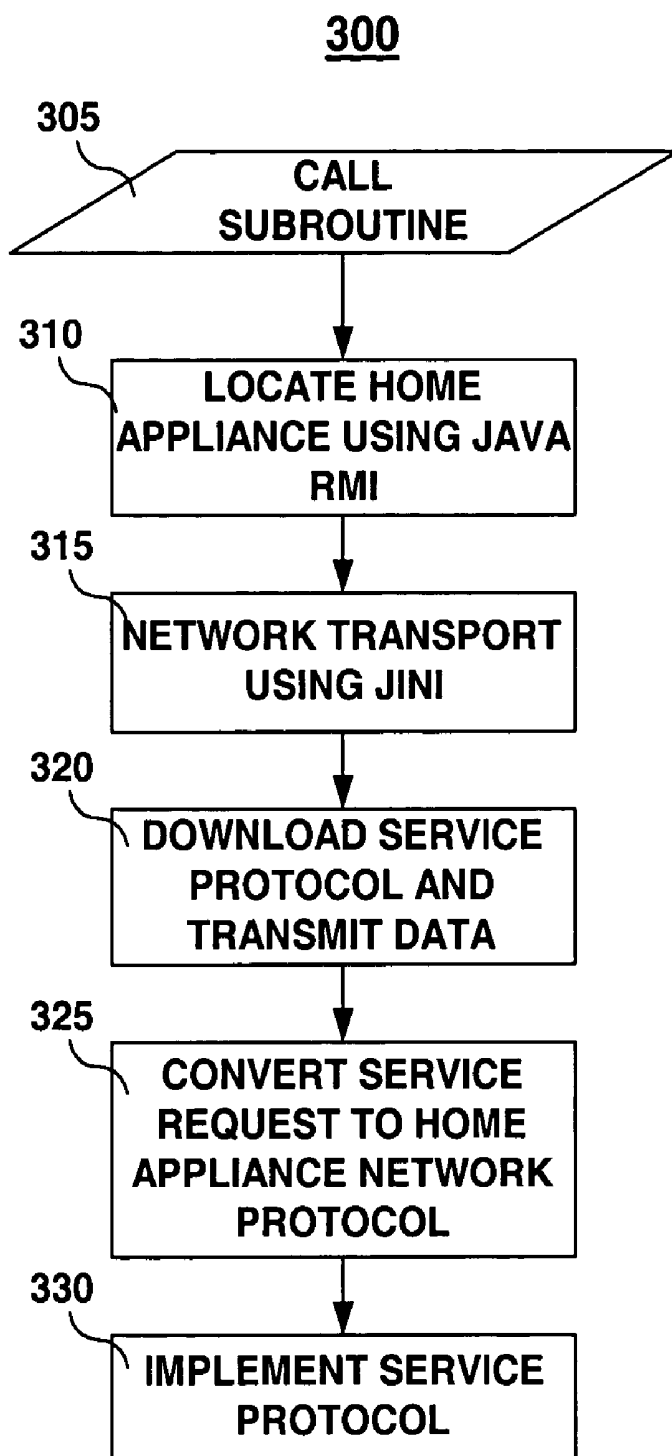 300
305
CALL
SUBROUTINE
310
LOCATE HOME
APPLIANCE USING JAVA
RMI
315
NETWORK TRANSPORT
USING JINI
320
DOWNLOAD SERVICE
PROTOCOL AND
TRANSMIT DATA
325
CONVERT SERVICE
REQUEST TO HOME
APPLIANCE NETWORK
PROTOCOL
330
IMPLEMENT SERVICE
PROTOCOL